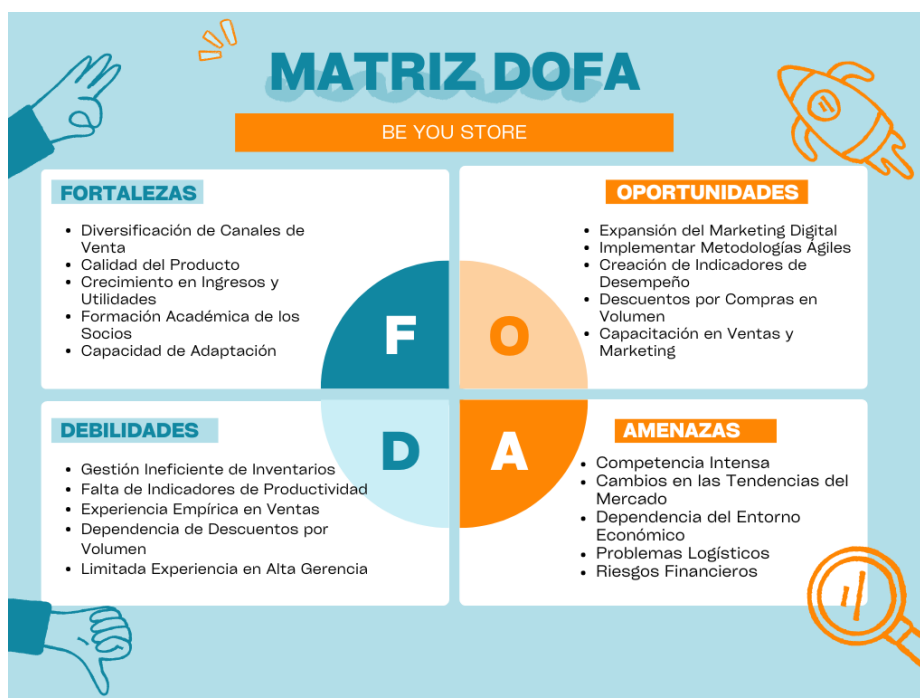 MATRIZ DOFA
BE YOU STORE
FORTALEZAS
• Diversificación de Canales de
Venta
• Calidad del Producto
• Crecimiento en Ingresos y
Utilidades
• Formación Académica de los
Socios
• Capacidad de Adaptación
F
OPORTUNIDADES
• Expansión del Marketing Digital
• Implementar Metodologías Ágiles
• Creación de Indicadores de
Desempeño
• Descuentos por Compras en
Volumen
• Capacitación en Ventas y
Marketing
O
DEBILIDADES
• Gestión Ineficiente de Inventarios
• Falta de Indicadores de Productividad
• Experiencia Empírica en Ventas
• Dependencia de Descuentos por
Volumen
• Limitada Experiencia en Alta Gerencia
D
AMENAZAS
• Competencia Intensa
• Cambios en las Tendencias del
Mercado
• Dependencia del Entorno
Económico
• Problemas Logísticos
• Riesgos Financieros
A